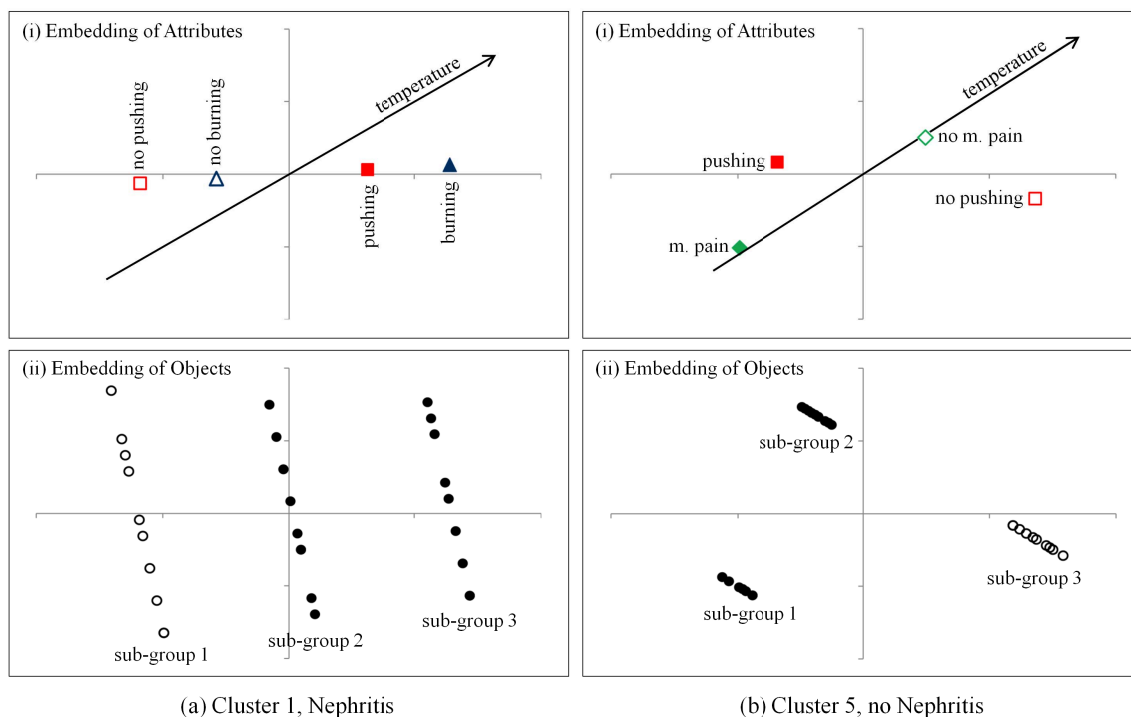 (i) Embedding of Attributes
no pushing
no burning
temperature
pushing
burning
(ii) Embedding of Objects
sub-group 1
sub-group 2
sub-group 3
(a) Cluster 1, Nephritis
(i) Embedding of Attributes
temperature
no m. pain
pushing
no pushing
m. pain
(ii) Embedding of Objects
sub-group 2
sub-group 3
sub-group 1
(b) Cluster 5, no Nephritis